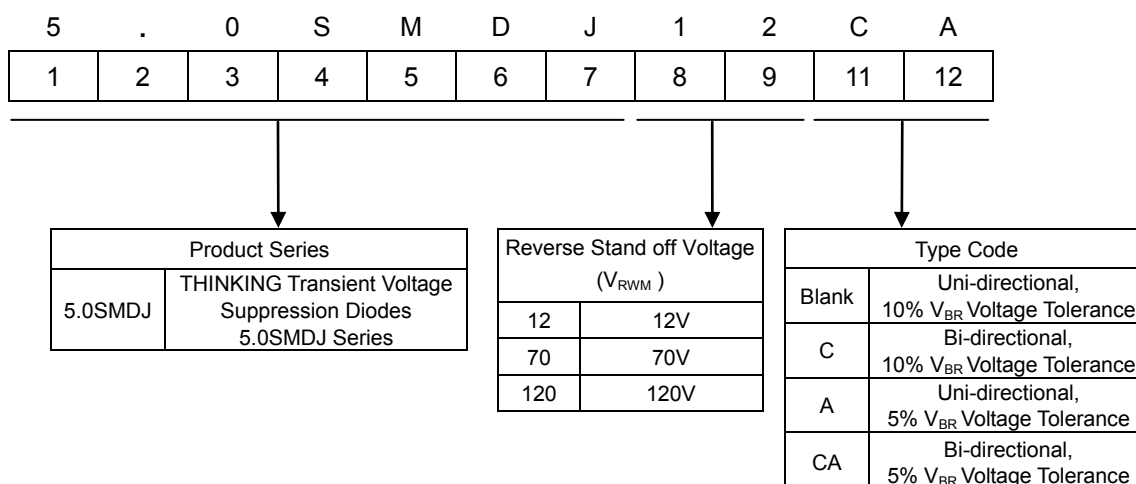 5 . 0 S M D J 1 2 C A
1 2 3 4 5 6 7 8 9 11 12
Product Series
5.0SMDJ
THINKING Transient Voltage
Suppression Diodes
5.0SMDJ Series
Reverse Stand off Voltage
(VRWM )
12 12V
70 70V
120 120V
Type Code
Blank
Uni-directional,
10% VBR Voltage Tolerance
C
Bi-directional,
10% VBR Voltage Tolerance
A
Uni-directional,
5% VBR Voltage Tolerance
CA
Bi-directional,
5% VBR Voltage Tolerance